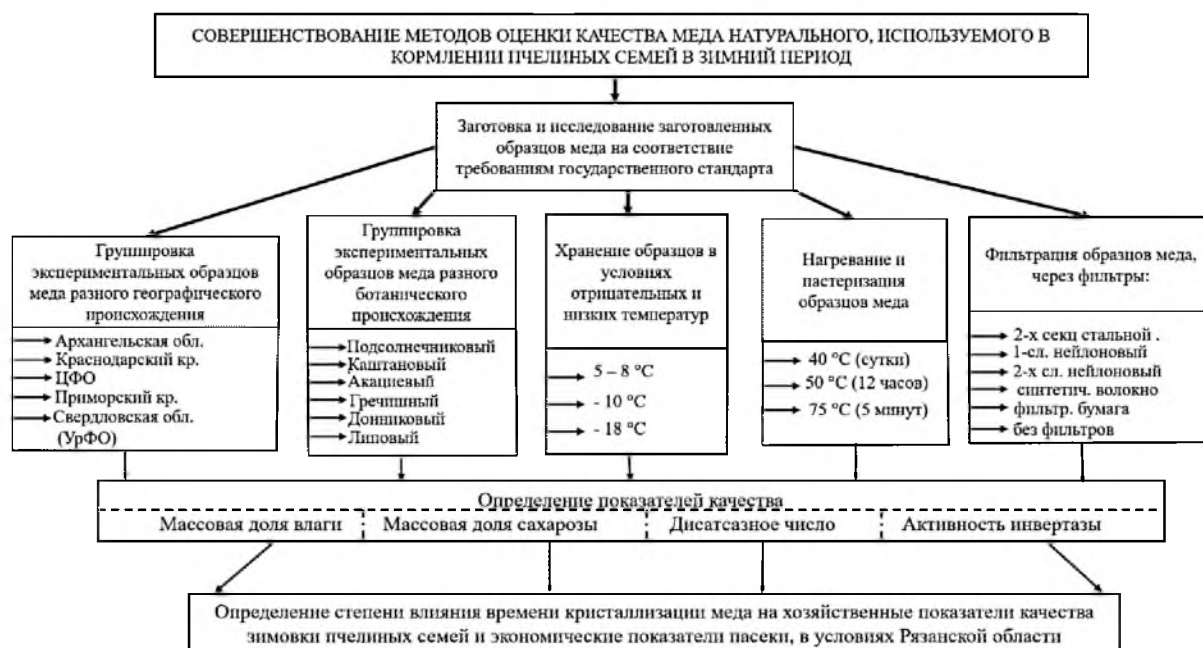 СОВЕРШЕНСТВОВАНИЕ МЕТОДОВ ОЦЕНКИ КАЧЕСТВА МЕДА НАТУРАЛЬНОГО, ИСПОЛЬЗУЕМОГО В
КОРМЛЕНИИ ПЧЕЛИНЫХ СЕМЕЙ В ЗИМНИЙ ПЕРИОД
Заготовка и исследование заготовленных
образцов меда на соответствие
требованиям государственного стандарта
Группировка
экспериментальных образцов
меда разного географического
происхождения
Архангельская обл.
Краснодарский кр.
ЦФО
Приморский кр.
Свердловская обл.
(УрФО)
Группировка
экспериментальных
образцов меда разного
ботанического
происхождения
Подсолнечниковый
Каштановый
Акациевый
Гречишный
Донниковый
Липовый
Хранение образцов в
условиях
отрицательных и
низких температур
5 – 8 °С
- 10 °С
- 18 °С
Нагревание и
пастеризация
образцов меда
40 °С (сутки)
50 °С (12 часов)
75 °С (5 минут)
Фильтрация образцов меда,
через фильтры:
2-х секц стальной .
1-сл. нейлоновый
2-х сл. нейлоновый
синтетич. волокно
фильтр. бумага
без фильтров
Определение показателей качества
Массовая доля влаги Массовая доля сахарозы Дисатсазное число Активность инвертазы
Определение степени влияния времени кристаллизации меда на хозяйственные показатели качества
зимовки пчелиных семей и экономические показатели пасеки, в условиях Рязанской области